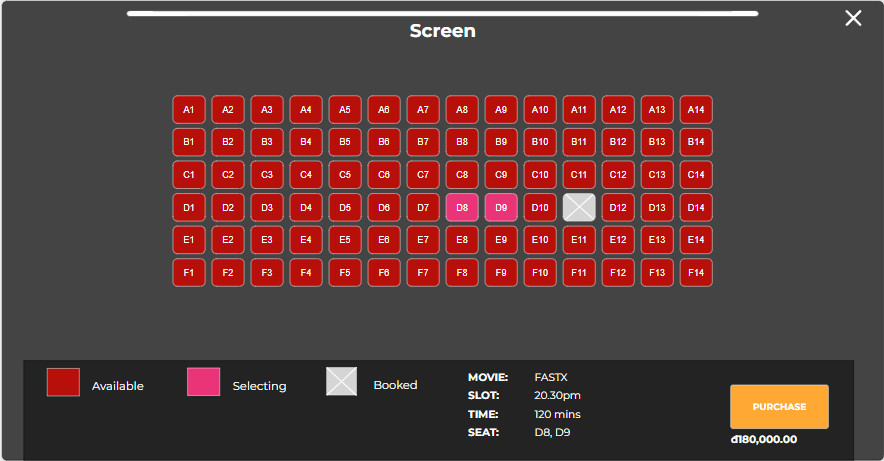 Screen
A1 A2 A3 A4 A5 A6 A7 A8 A9 A10 A11 A12 A13 A14
B1 B2 B3 B4 B5 B6 B7 B8 B9 B10 B11 B12 B13 B14
C1 C2 C3 C4 C5 C6 C7 C8 C9 C10 C11 C12 C13 C14
D1 D2 D3 D4 D5 D6 D7 D8 D9 D10 D12 D13 D14
E1 E2 E3 E4 E5 E6 E7 E8 E9 E10 E11 E12 E13 E14
F1 F2 F3 F4 F5 F6 F7 F8 F9 F10 F11 F12 F13 F14
Available Selecting Booked
MOVIE: FASTX
SLOT: 20.30pm
TIME: 120 mins
SEAT: D8, D9
PURCHASE
đ180,000.00